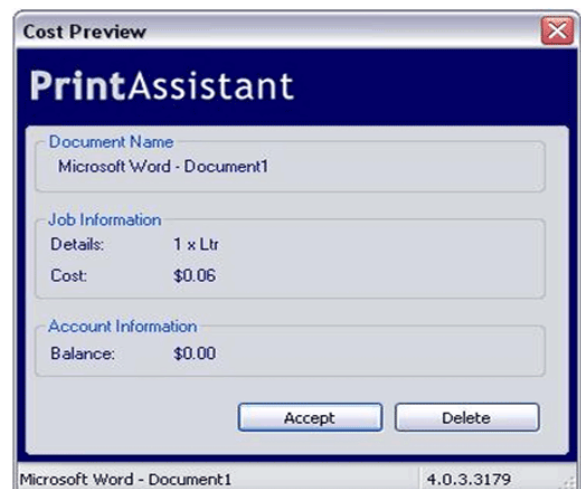 Cost Preview
PrintAssistant
Document Name
Microsoft Word - Document1
Job Information
Details: 1 x Ltr
Cost: $0.06
Account Information
Balance: $0.00
Accept Delete
Microsoft Word - Document1 4.0.3.3179